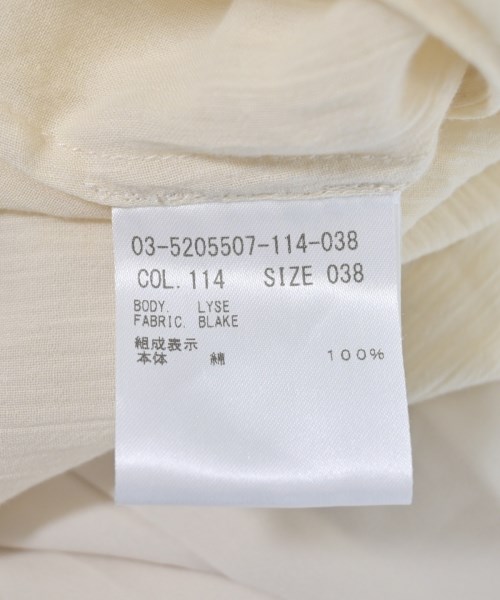 03-5205507-114-038
COL. 114 SIZE 038
BODY. LYSE
FABRIC. BLAKE
組成表示
本体 綿 100%